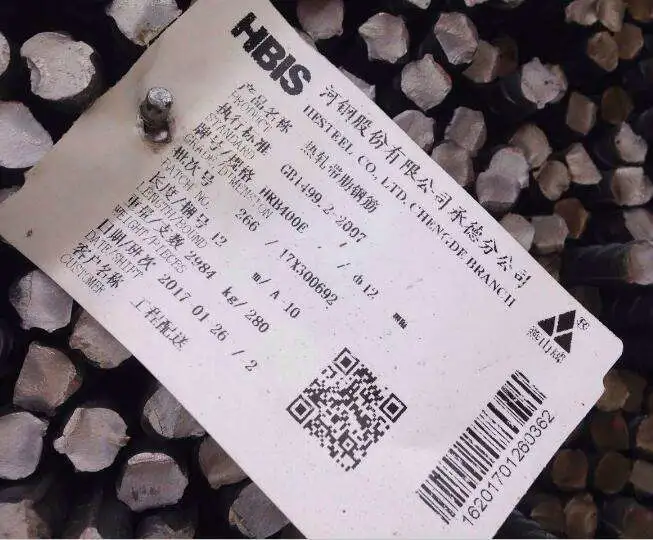 HBIS
河钢股份有限公司承德分公司
HESTEEL CO., LTD. CHENGDE BRANCH
产品名称 热轧带肋钢筋
PRODUCT
执行标准 GB1499.2-2007
STANDARD
牌号/规格 HRB400E / Φ12 mm
GRADE/DIMENSION
批次号 266 / 17X300692
BATCH NO.
长度/捆号 12 m/A 10
LENGTH/BOUND
重量/支数 2984 kg/280
WEIGHT/PIECES
日期/班次 2017 01 26 / 2
DATE/SHIFT
客户名称 工程配送
CUSTOMER
燕山牌
16201701260362